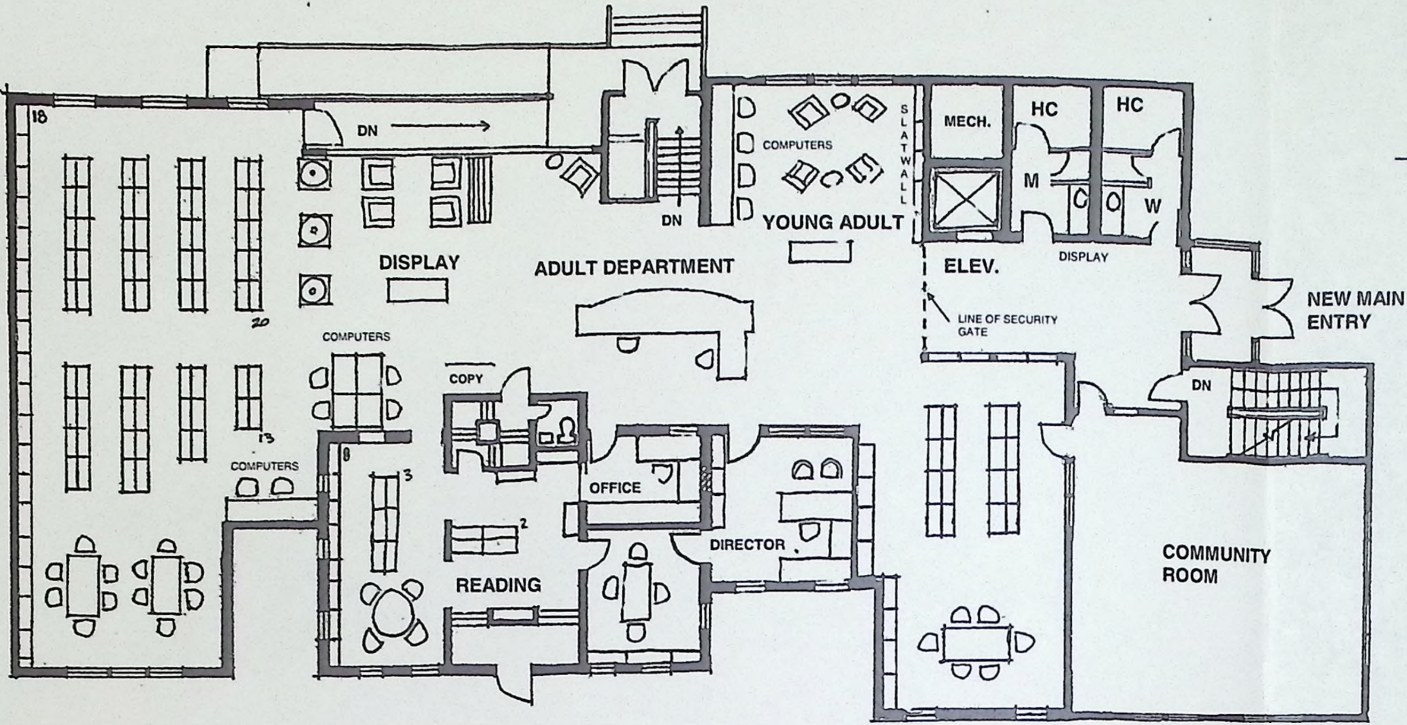 18
DN
MECH.
HC
HC
COMPUTERS
SLATWALL
M
W
DN
YOUNG ADULT
DISPLAY
ADULT DEPARTMENT
ELEV.
DISPLAY
NEW MAIN
ENTRY
LINE OF SECURITY
GATE
20
COMPUTERS
COPY
DN
13
COMPUTERS
3
OFFICE
2
DIRECTOR
READING
COMMUNITY
ROOM